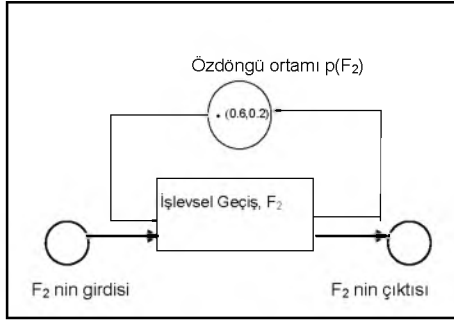 Özdöngü ortamı p(F₂)
• (0.6,0.2)
İşlevsel Geçiş, F₂
F₂ nin girdisi
F₂ nin çıktısı